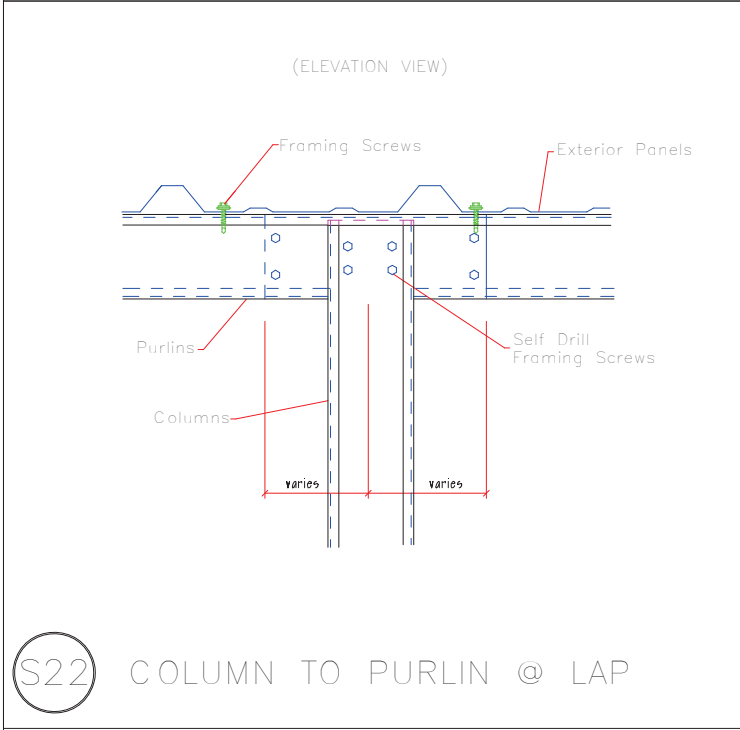 (ELEVATION VIEW)
Framing Screws
Exterior Panels
Purlins
Self Drill
Framing Screws
Columns
varies
varies
S22
COLUMN TO PURLIN @ LAP